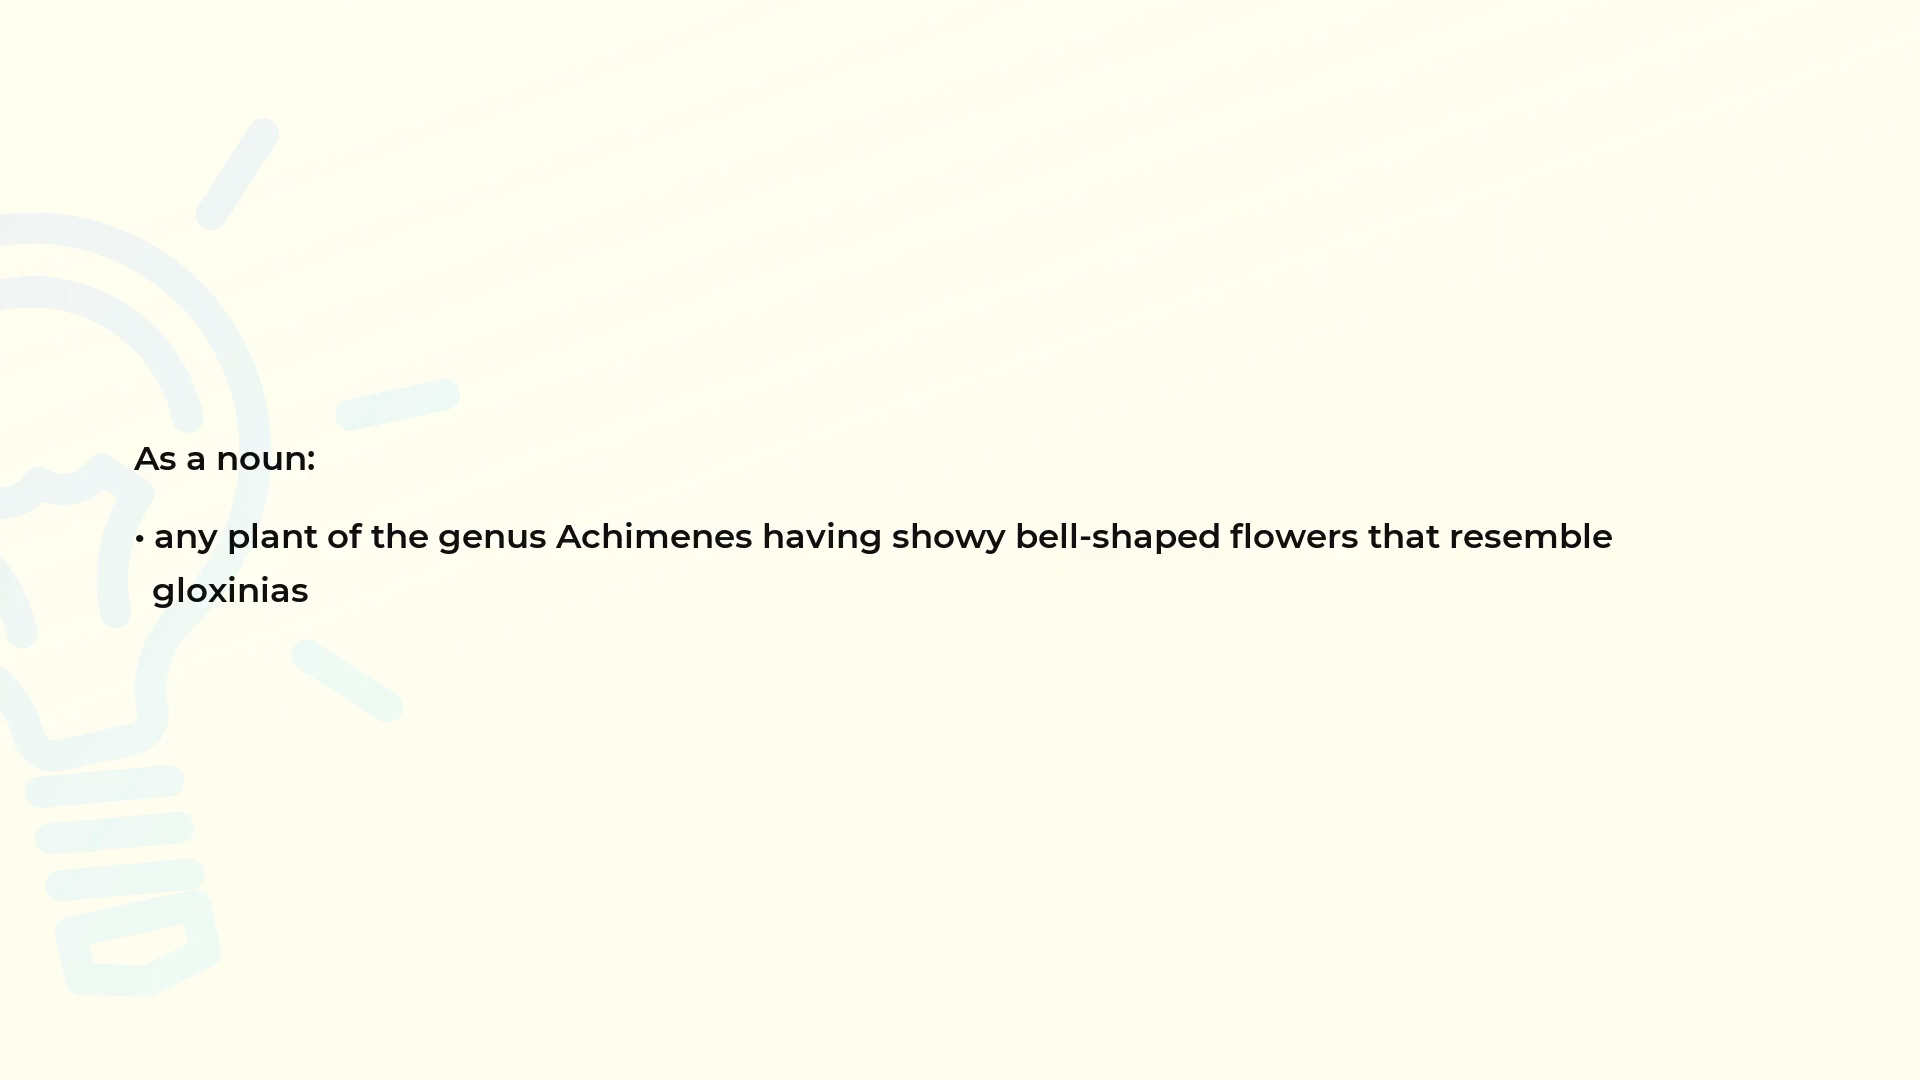 As a noun:
• any plant of the genus Achimenes having showy bell-shaped flowers that resemble
gloxinias